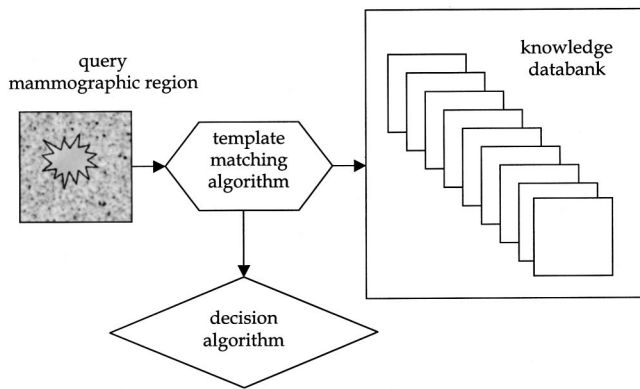 query
mammographic region
template
matching
algorithm
knowledge
databank
decision
algorithm